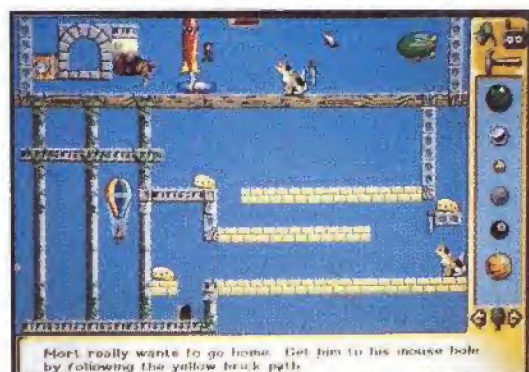 Mort really wants to go home. Get him to his mouse hole
by following the yellow brick path.